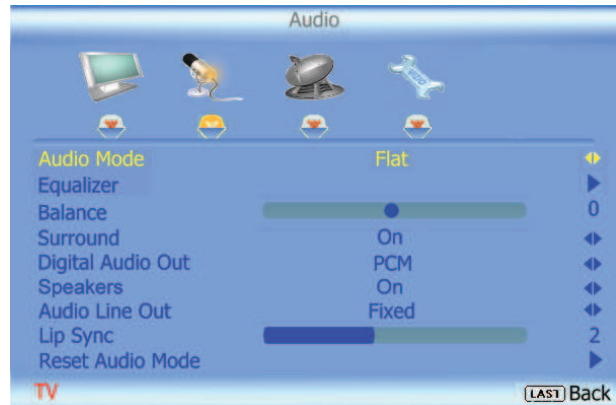 Audio
Audio Mode Flat
Equalizer
Balance 0
Surround On
Digital Audio Out PCM
Speakers On
Audio Line Out Fixed
Lip Sync 2
Reset Audio Mode
TV LAST Back